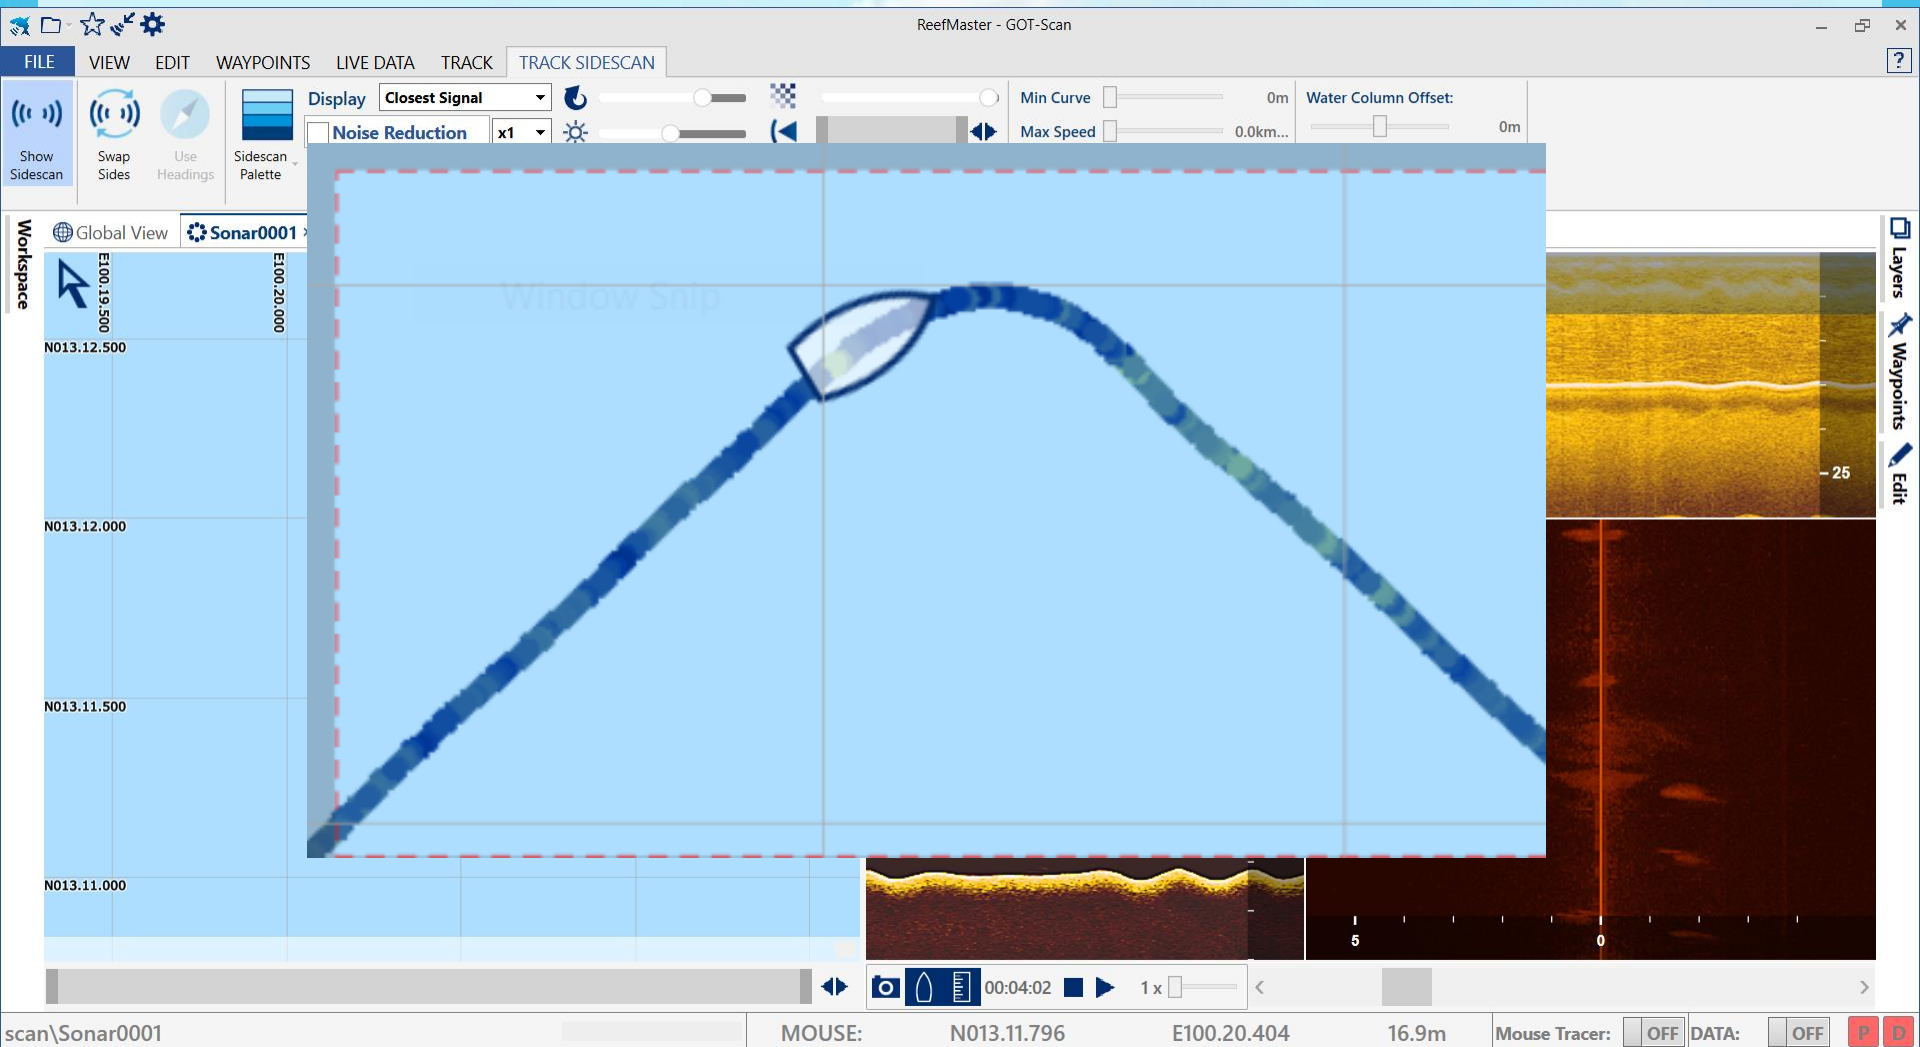 ReefMaster - GOT-Scan
FILE VIEW EDIT WAYPOINTS LIVE DATA TRACK TRACK SIDESCAN ?
Show Sidescan
Swap Sides
Use Headings
Sidescan Palette
Display Closest Signal
Noise Reduction x1
Min Curve 0m
Max Speed 0.0km...
Water Column Offset:
0m
Workspace
Global View Sonar0001
E100.19.500
E100.20.000
N013.12.500
N013.12.000
N013.11.500
N013.11.000
Window Snip
25
Layers
Waypoints
Edit
5 0
00:04:02 1 x
scan\Sonar0001 MOUSE: N013.11.796 E100.20.404 16.9m Mouse Tracer: OFF DATA: OFF P D